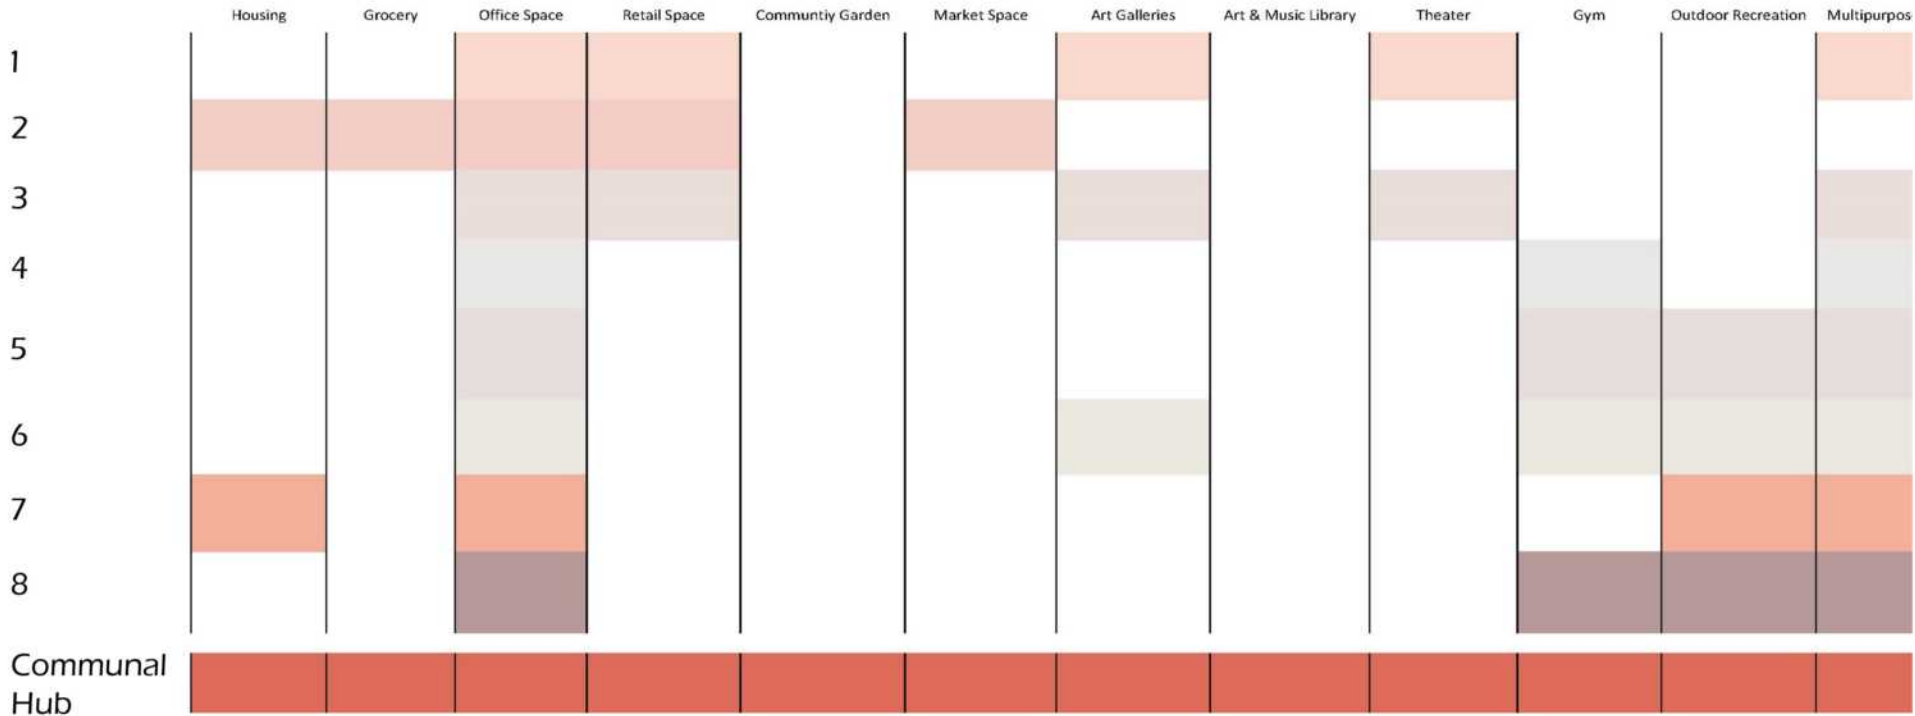 Housing Grocery Office Space Retail Space Communtiy Garden Market Space Art Galleries Art & Music Library Theater Gym Outdoor Recreation Multipurpos
1
2
3
4
5
6
7
8
Communal
Hub